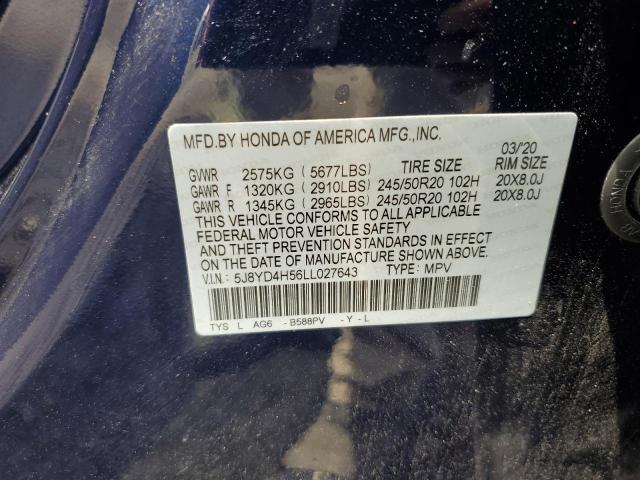 MFD.BY HONDA OF AMERICA MFG.,INC.
03/'20
GVWR 2575KG (5677LBS) TIRE SIZE RIM SIZE
GAWR F 1320KG (2910LBS) 245/50R20 102H 20X8.0J
GAWR R 1345KG (2965LBS) 245/50R20 102H 20X8.0J
THIS VEHICLE CONFORMS TO ALL APPLICABLE
FEDERAL MOTOR VEHICLE SAFETY
AND THEFT PREVENTION STANDARDS IN EFFECT
ON THE DATE OF MANUFACTURE SHOWN ABOVE.
V.I.N.: 5J8YD4H56LL027643 TYPE: MPV
TYS L AG6 -B588PV -Y-L